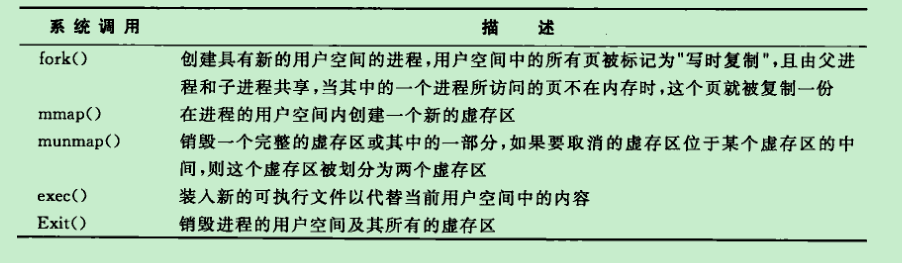 系统调用 描述
fork() 创建具有新的用户空间的进程,用户空间中的所有页被标记为"写时复制",且由父进
程和子进程共享,当其中的一个进程所访问的页不在内存时,这个页就被复制一份
mmap() 在进程的用户空间内创建一个新的虚存区
munmap() 销毁一个完整的虚存区或其中的一部分,如果要取消的虚存区位于某个虚存区的中
间,则这个虚存区被划分为两个虚存区
exec() 装入新的可执行文件以代替当前用户空间中的内容
Exit() 销毁进程的用户空间及其所有的虚存区